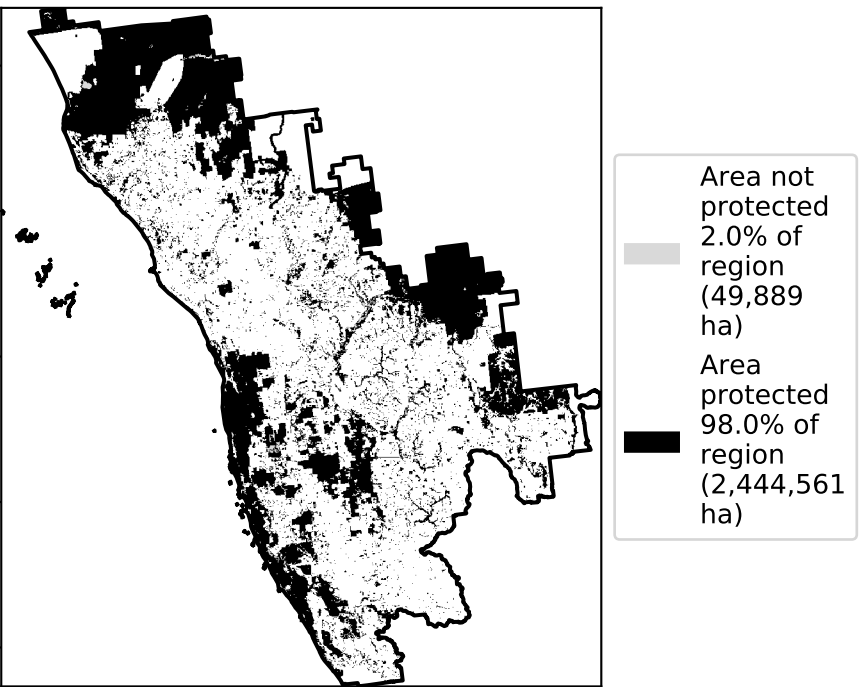 Area not
protected
2.0% of
region
(49,889
ha)
Area
protected
98.0% of
region
(2,444,561
ha)